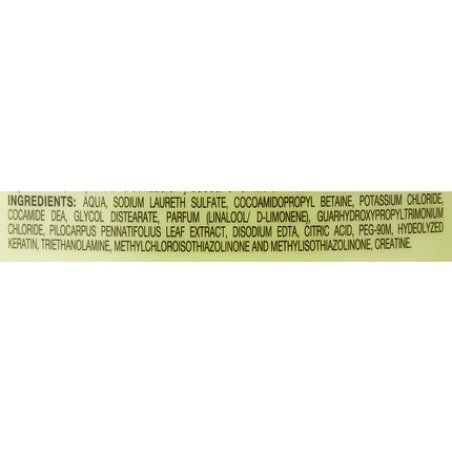 INGREDIENTS: AQUA, SODIUM LAURETH SULFATE, COCOAMIDOPROPYL BETAINE, POTASSIUM CHLORIDE,
COCAMIDE DEA, GLYCOL DISTEARATE, PARFUM (LINALOOL/ D-LIMONENE), GUARHYDROXYPROPYLTRIMONIUM
CHLORIDE, PILOCARPUS PENNATIFOLIUS LEAF EXTRACT, DISODIUM EDTA, CITRIC ACID, PEG-90M, HYDEOLYZED
KERATIN, TRIETHANOLAMINE, METHYLCHLOROISOTHIAZOLINONE AND METHYLISOTHIAZOLINONE, CREATINE.